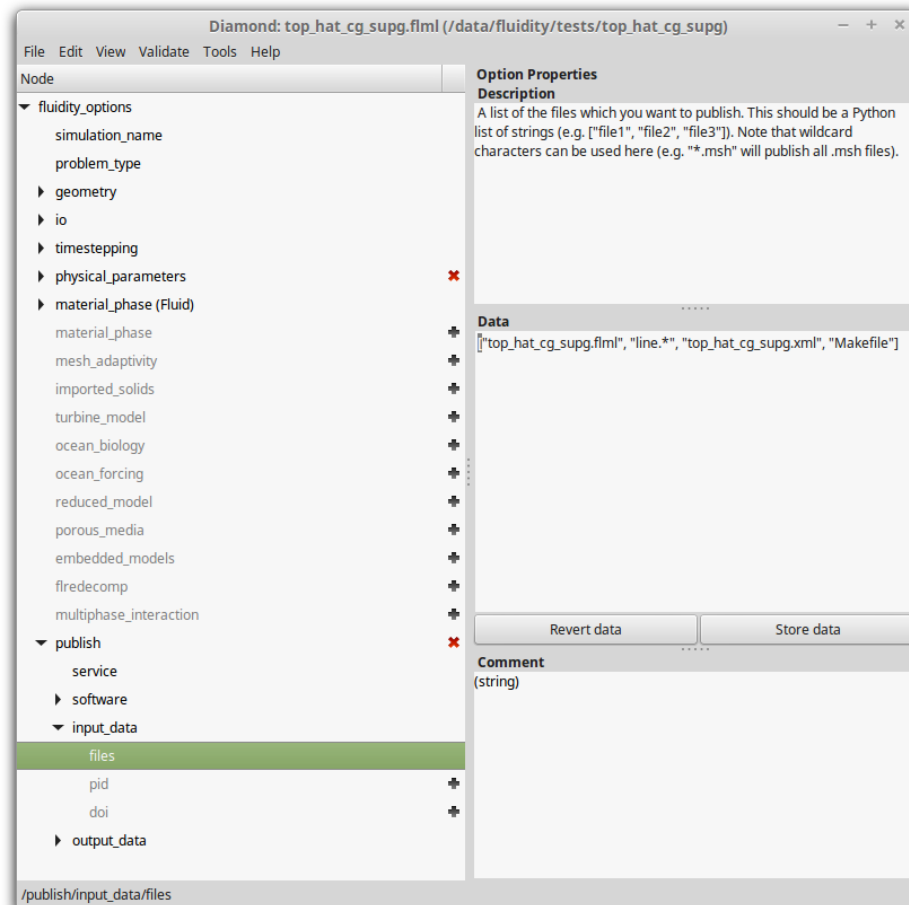 Diamond: top_hat_cg_supg.flml (/data/fluidity/tests/top_hat_cg_supg)
File Edit View Validate Tools Help
Node
fluidity_options
simulation_name
problem_type
geometry
io
timestepping
physical_parameters
material_phase (Fluid)
material_phase
mesh_adaptivity
imported_solids
turbine_model
ocean_biology
ocean_forcing
reduced_model
porous_media
embedded_models
flredecomp
multiphase_interaction
publish
service
software
input_data
files
pid
doi
output_data
Option Properties
Description
A list of the files which you want to publish. This should be a Python
list of strings (e.g. ["file1", "file2", "file3"]). Note that wildcard
characters can be used here (e.g. "*.msh" will publish all .msh files).
Data
["top_hat_cg_supg.flml", "line.*", "top_hat_cg_supg.xml", "Makefile"]
Revert data
Store data
Comment
(string)
/publish/input_data/files